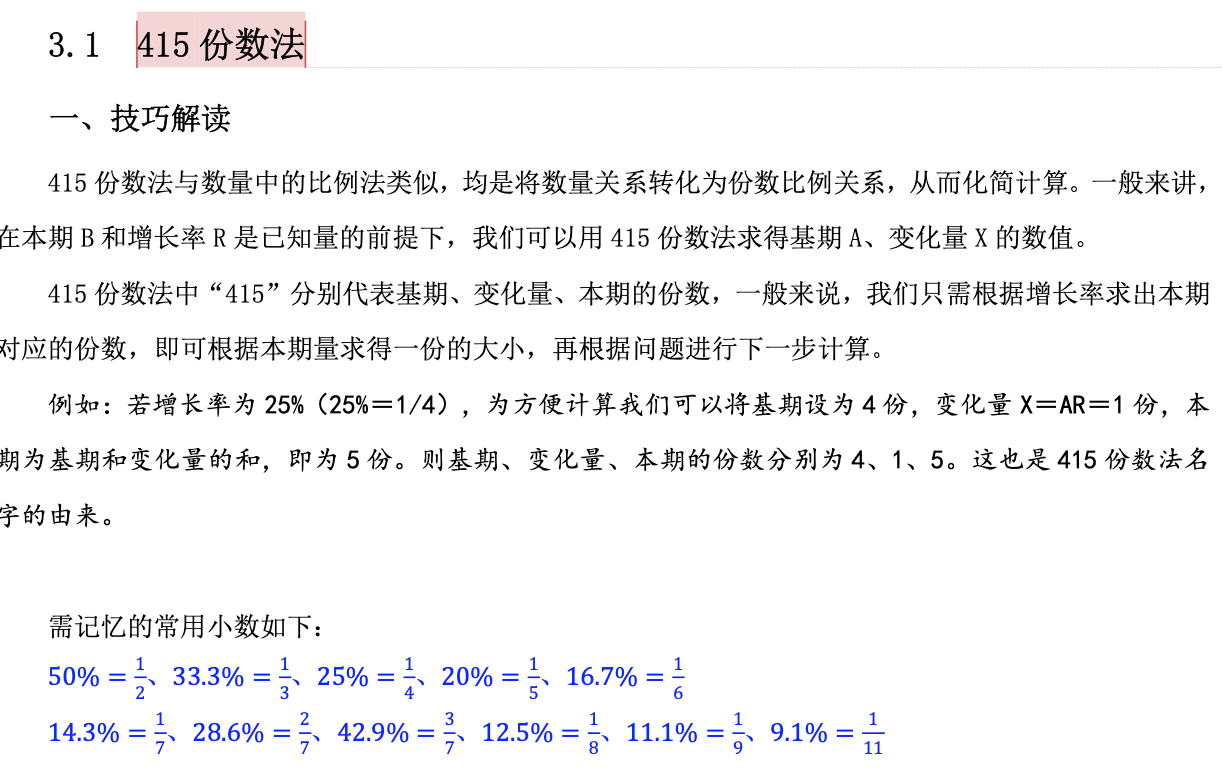 3.1 415 份数法
一、技巧解读
415 份数法与数量中的比例法类似，均是将数量关系转化为份数比例关系，从而化简计算。一般来讲，
在本期 B 和增长率 R 是已知量的前提下，我们可以用 415 份数法求得基期 A、变化量 X 的数值。
415 份数法中“415”分别代表基期、变化量、本期的份数，一般来说，我们只需根据增长率求出本期
对应的份数，即可根据本期量求得一份的大小，再根据问题进行下一步计算。
例如：若增长率为 25%（25%＝1/4），为方便计算我们可以将基期设为 4 份，变化量 X＝AR＝1 份，本
期为基期和变化量的和，即为 5 份。则基期、变化量、本期的份数分别为 4、1、5。这也是 415 份数法名
字的由来。
需记忆的常用小数如下：
50% = 1/2、33.3% = 1/3、25% = 1/4、20% = 1/5、16.7% = 1/6
14.3% = 1/7、28.6% = 2/7、42.9% = 3/7、12.5% = 1/8、11.1% = 1/9、9.1% = 1/11